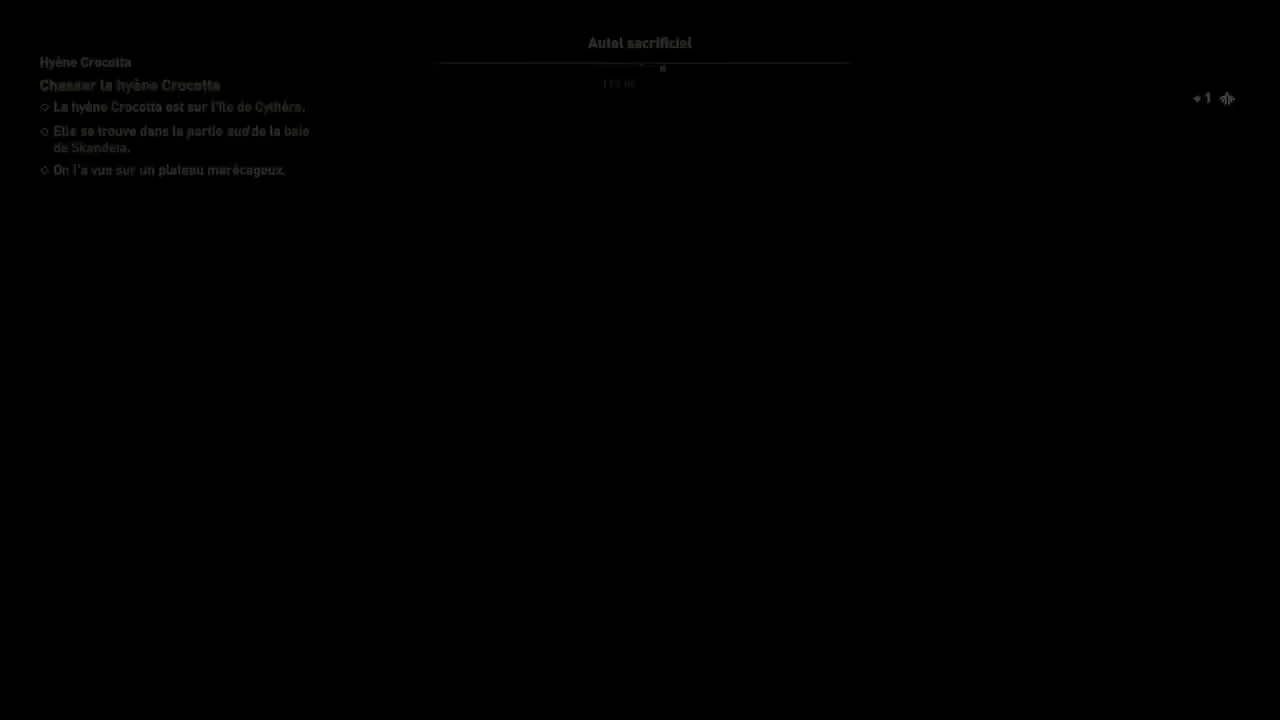 Autel sacrificiel
Hyène Crocotta
Chasser la hyène Crocotta
◇ La hyène Crocotta est sur l'île de Cythère.
◇ Elle se trouve dans la partie sud de la baie
de Skandeia.
◇ On l'a vue sur un plateau marécageux.
+1